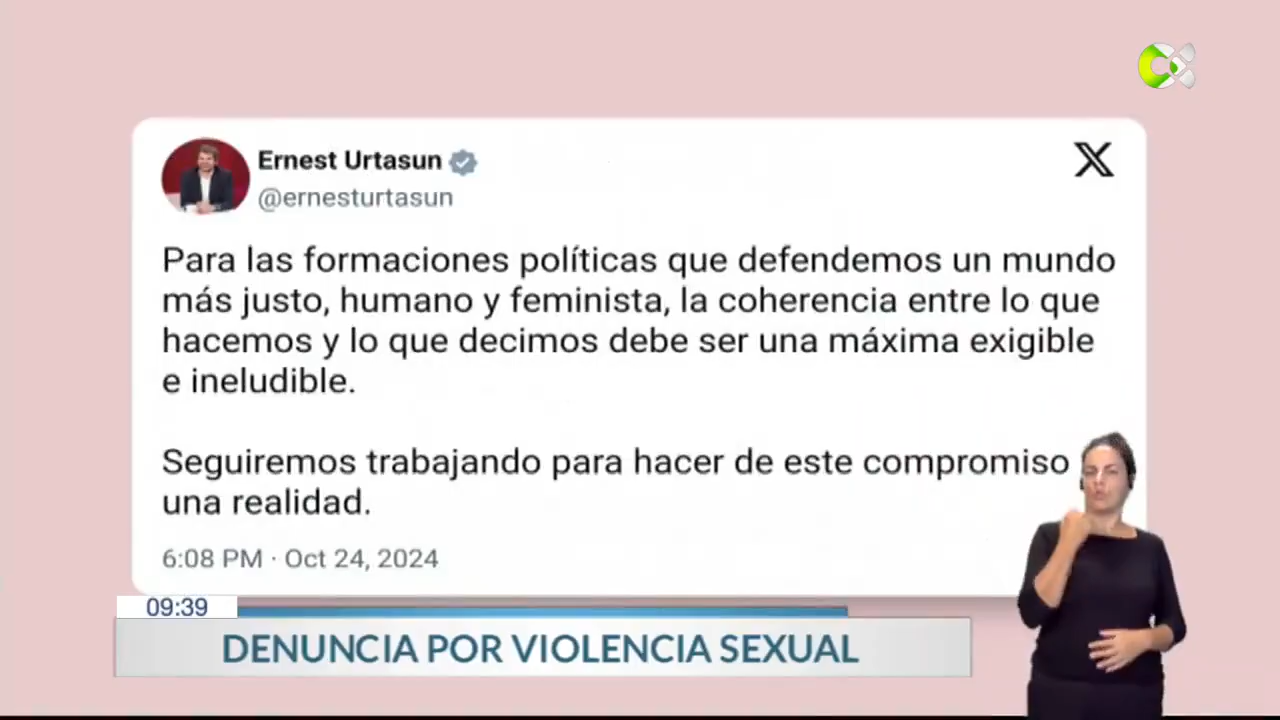 Ernest Urtasun
@ernesturtasun
Para las formaciones políticas que defendemos un mundo
más justo, humano y feminista, la coherencia entre lo que
hacemos y lo que decimos debe ser una máxima exigible
e ineludible.
Seguiremos trabajando para hacer de este compromiso
una realidad.
6:08 PM · Oct 24, 2024
09:39
DENUNCIA POR VIOLENCIA SEXUAL